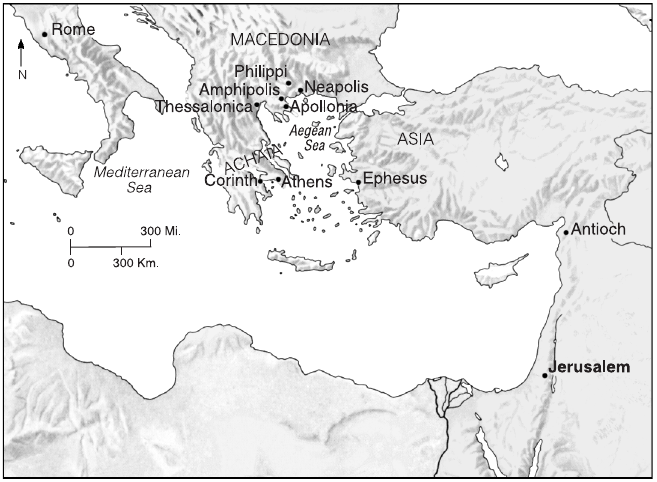 Rome
MACEDONIA
N
Philippi
Amphipolis Neapolis
Thessalonica Apollonia
Aegean
Sea
ASIA
ACHAIA
Mediterranean
Sea
Corinth Athens
Ephesus
0 300 Mi.
0 300 Km.
Antioch
Jerusalem